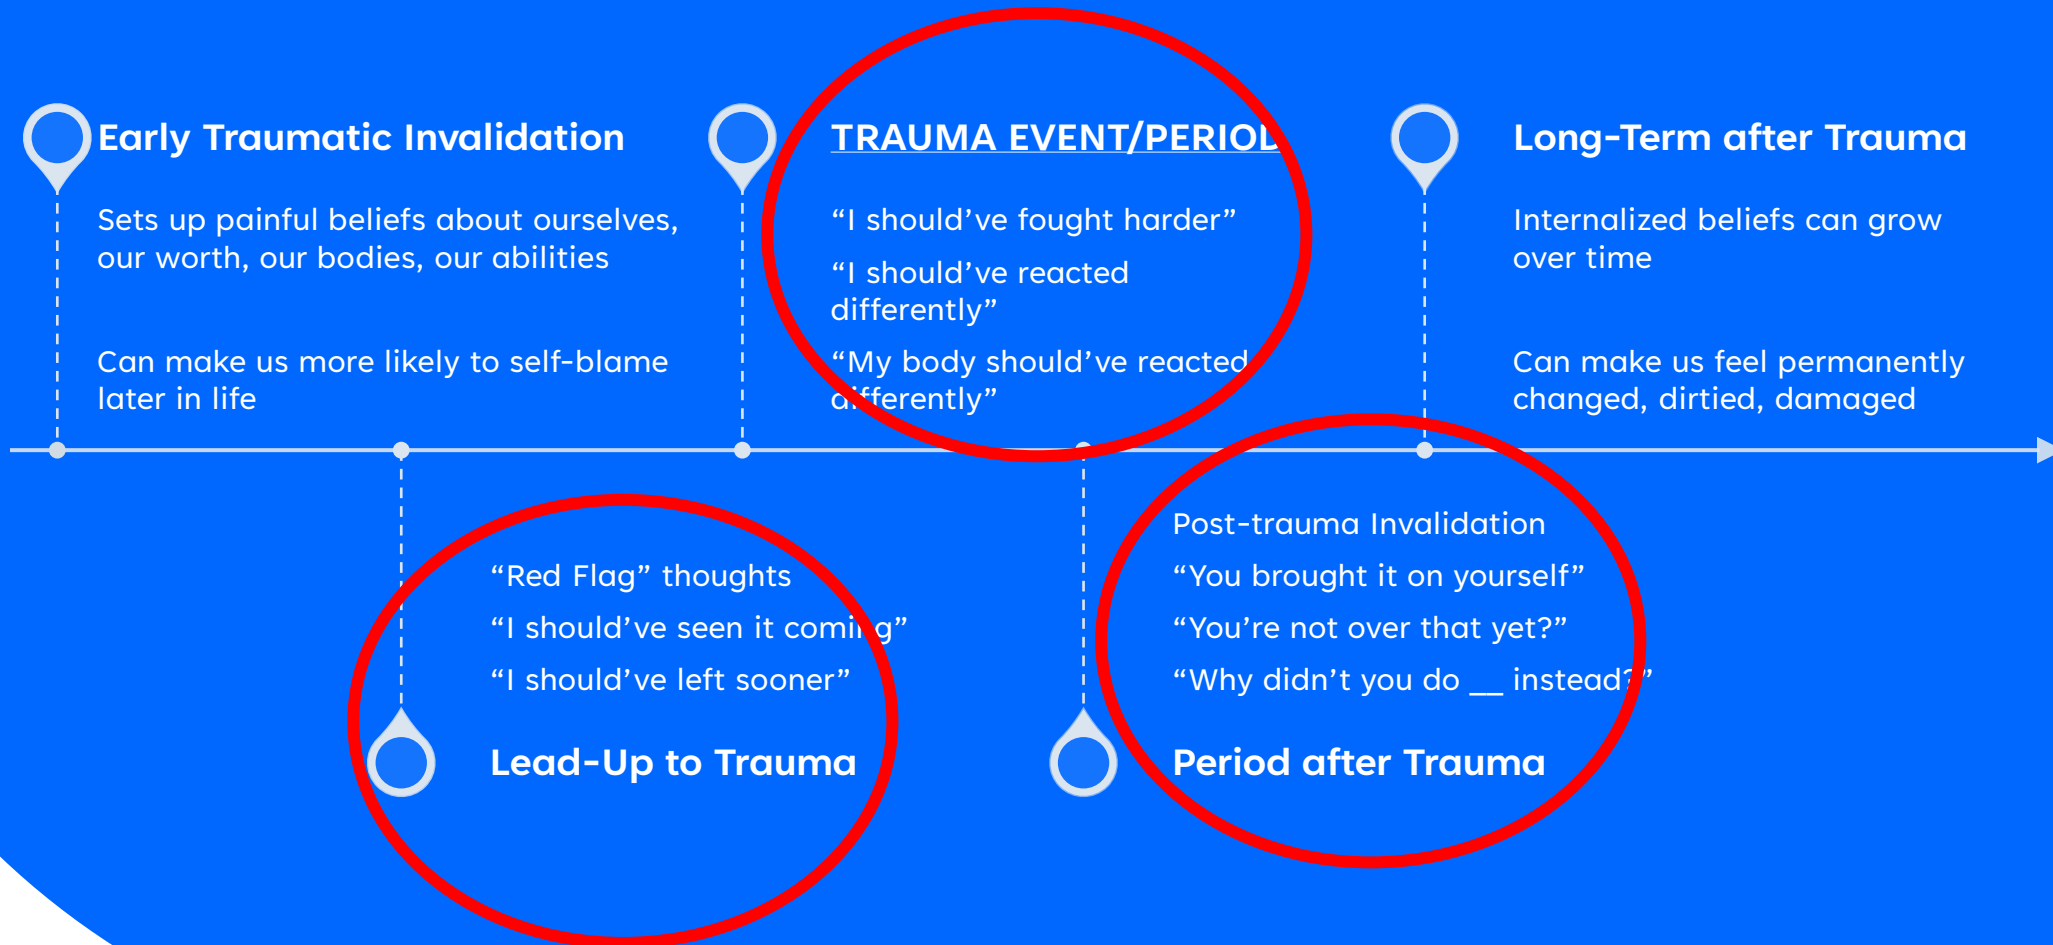 Early Traumatic Invalidation
Sets up painful beliefs about ourselves,
our worth, our bodies, our abilities
Can make us more likely to self-blame
later in life
“Red Flag” thoughts
“I should’ve seen it coming”
“I should’ve left sooner”
Lead-Up to Trauma
TRAUMA EVENT/PERIOD
“I should’ve fought harder”
“I should’ve reacted
differently”
“My body should’ve reacted
differently”
Post-trauma Invalidation
“You brought it on yourself”
“You’re not over that yet?”
“Why didn’t you do __ instead?”
Period after Trauma
Long-Term after Trauma
Internalized beliefs can grow
over time
Can make us feel permanently
changed, dirtied, damaged